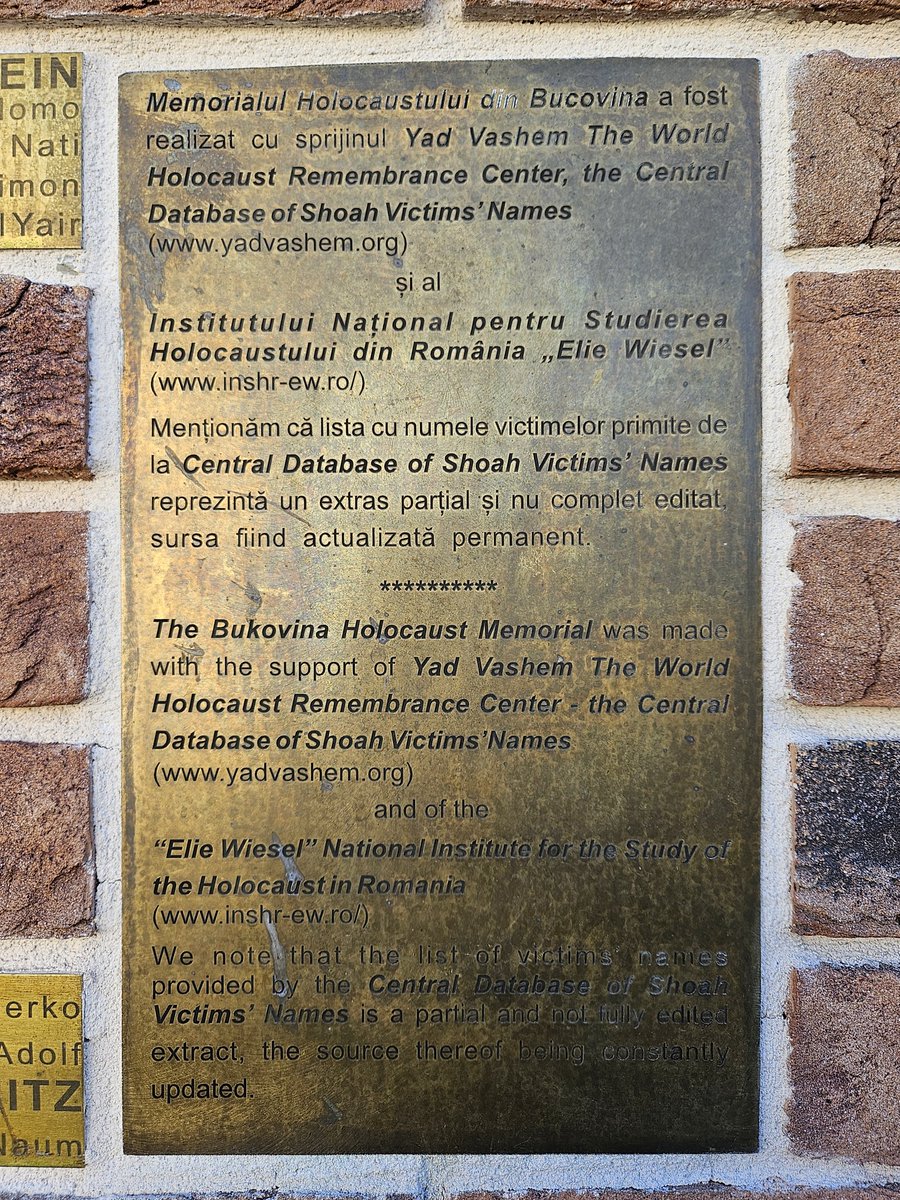 EIN
lomo
Nati
imon
lYair
Memorialul Holocaustului din Bucovina a fost
realizat cu sprijinul Yad Vashem The World
Holocaust Remembrance Center, the Central
Database of Shoah Victims' Names
(www.yadvashem.org)
și al
Institutului Național pentru Studierea
Holocaustului din România „Elie Wiesel”
(www.inshr-ew.ro/)
Menționăm că lista cu numele victimelor primite de
la Central Database of Shoah Victims' Names
reprezintă un extras parțial și nu complet editat,
sursa fiind actualizată permanent.
**********
The Bukovina Holocaust Memorial was made
with the support of Yad Vashem The World
Holocaust Remembrance Center - the Central
Database of Shoah Victims'Names
(www.yadvashem.org)
and of the
“Elie Wiesel” National Institute for the Study of
the Holocaust in Romania
(www.inshr-ew.ro/)
We note that the list of victims' names
provided by the Central Database of Shoah
Victims' Names is a partial and not fully edited
extract, the source thereof being constantly
updated.
erko
Adolf
ITZ
Naum